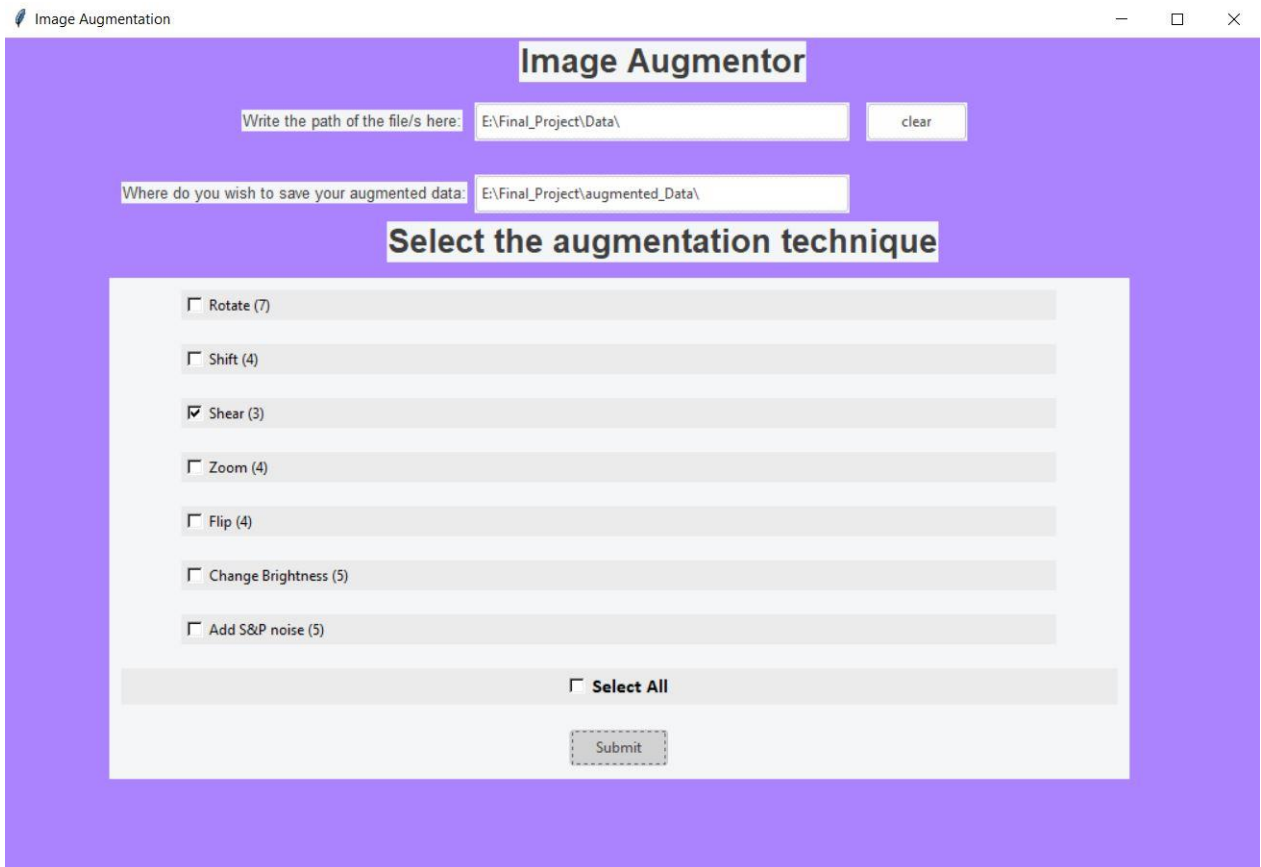 Image Augmentation
Image Augmentor
Write the path of the file/s here: E:\Final_Project\Data\ clear
Where do you wish to save your augmented data: E:\Final_Project\augmented_Data\
Select the augmentation technique
Rotate (7)
Shift (4)
Shear (3)
Zoom (4)
Flip (4)
Change Brightness (5)
Add S&P noise (5)
Select All
Submit